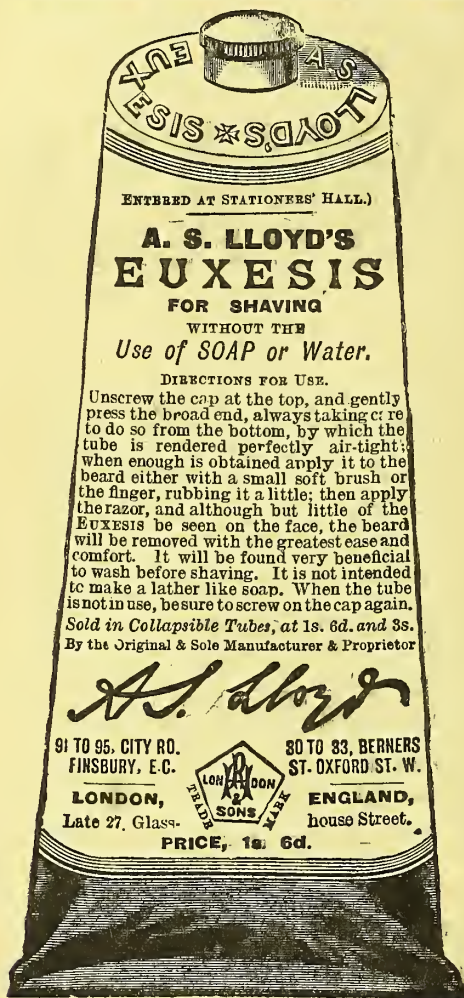 A.S. LLOYD'S EUXESIS
ENTERED AT STATIONERS' HALL.)
A. S. LLOYD'S
EUXESIS
FOR SHAVING
WITHOUT THE
Use of SOAP or Water.
DIRECTIONS FOR USE.
Unscrew the cap at the top, and gently
press the broad end, always taking care
to do so from the bottom, by which the
tube is rendered perfectly air-tight;
when enough is obtained apply it to the
beard either with a small soft brush or
the finger, rubbing it a little; then apply
the razor, and although but little of the
EUXESIS be seen on the face, the beard
will be removed with the greatest ease and
comfort. It will be found very beneficial
to wash before shaving. It is not intended
to make a lather like soap. When the tube
is not in use, be sure to screw on the cap again.
Sold in Collapsible Tubes, at 1s. 6d. and 3s.
By the Original & Sole Manufacturer & Proprietor
A.S. Lloyd
91 TO 95, CITY RD.
FINSBURY, E.C.
LONDON,
Late 27, Glass-
LONDON
& SONS
TRADE MARK
80 TO 83, BERNERS
ST. OXFORD ST. W.
ENGLAND,
house Street.
PRICE, 1s. 6d.